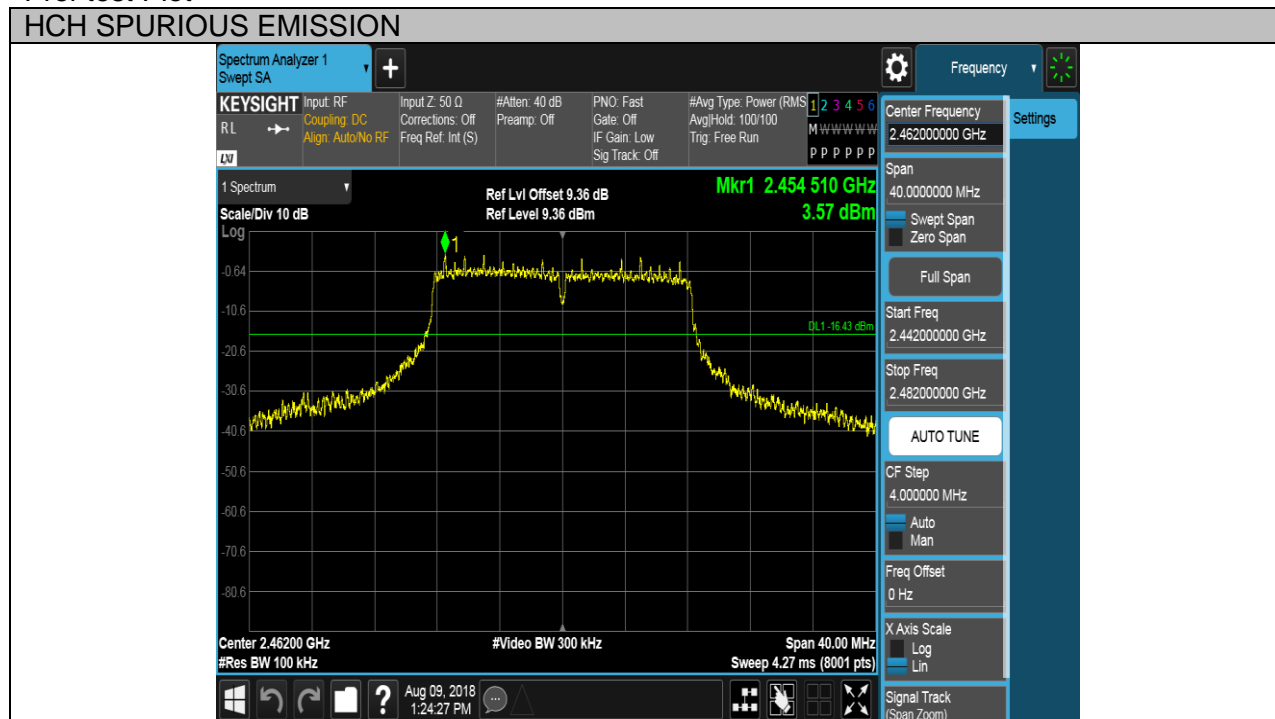 HCH SPURIOUS EMISSION
Spectrum Analyzer 1
Swept SA
Frequency
KEYSIGHT
RL
LXI
Input: RF
Coupling: DC
Align: Auto/No RF
Input Z: 50 Ω
Corrections: Off
Freq Ref: Int (S)
#Atten: 40 dB
Preamp: Off
PNO: Fast
Gate: Off
IF Gain: Low
Sig Track: Off
#Avg Type: Power (RMS
Avg|Hold: 100/100
Trig: Free Run
1 2 3 4 5 6
M W W W W W
P P P P P P
1 Spectrum
Scale/Div 10 dB
Log
Ref Lvl Offset 9.36 dB
Ref Level 9.36 dBm
Mkr1 2.454 510 GHz
3.57 dBm
1
-0.64
-10.6
DL1 -16.43 dBm
-20.6
-30.6
-40.6
-50.6
-60.6
-70.6
-80.6
Center 2.46200 GHz
#Res BW 100 kHz
#Video BW 300 kHz
Span 40.00 MHz
Sweep 4.27 ms (8001 pts)
Aug 09, 2018
1:24:27 PM
Center Frequency
2.462000000 GHz
Settings
Span
40.0000000 MHz
Swept Span
Zero Span
Full Span
Start Freq
2.442000000 GHz
Stop Freq
2.482000000 GHz
AUTO TUNE
CF Step
4.000000 MHz
Auto
Man
Freq Offset
0 Hz
X Axis Scale
Log
Lin
Signal Track
(Span Zoom)